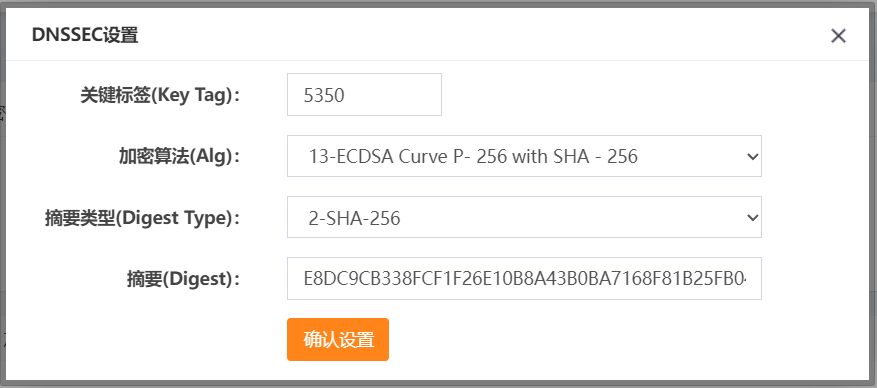 DNSSEC设置
关键标签(Key Tag)： 5350
加密算法(Alg)： 13-ECDSA Curve P- 256 with SHA - 256
摘要类型(Digest Type)： 2-SHA-256
摘要(Digest)： E8DC9CB338FCF1F26E10B8A43B0BA7168F81B25FB0
确认设置